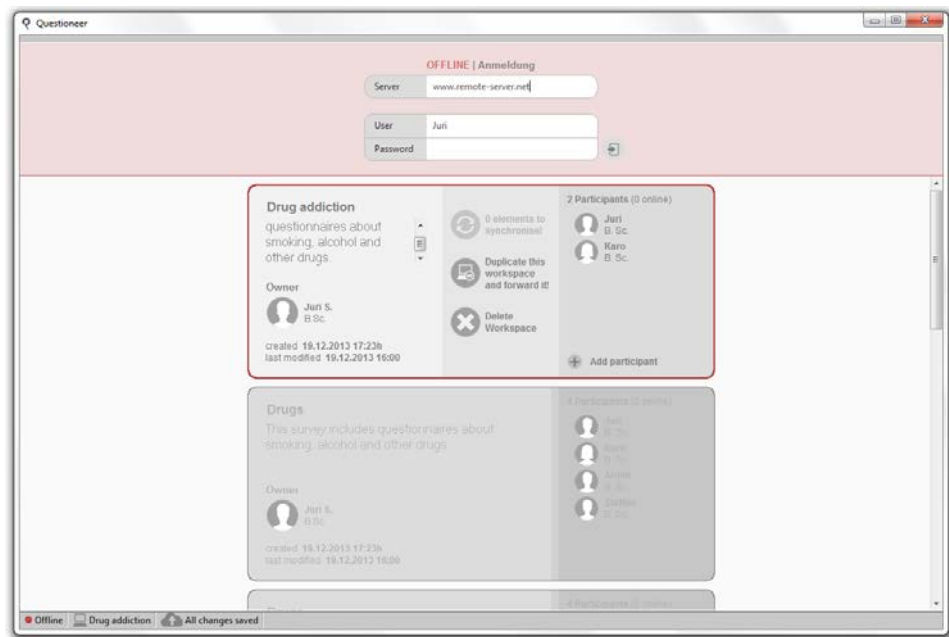 Questioneer
OFFLINE | Anmeldung
Server www.remote-server.net
User Juri
Password
Drug addiction
questionnaires about
smoking, alcohol and
other drugs.
Owner
Juri S.
B.Sc.
created 19.12.2013 17:23h
last modified 19.12.2013 16:00
0 elements to
synchronise!
Duplicate this
workspace
and forward it!
Delete
Workspace
2 Participants (0 online)
Juri
B. Sc.
Karo
B. Sc.
Add participant
Drugs
This survey includes questionnaires about
smoking, alcohol and other drugs
Owner
Juri S.
B.Sc.
created 19.12.2013 17:23h
last modified 19.12.2013 16:00
4 Participants (0 online)
Juri
B. Sc.
B. Sc.
B. Sc.
B. Sc.
Drugs
4 Participants (0 online)
Offline Drug addiction All changes saved